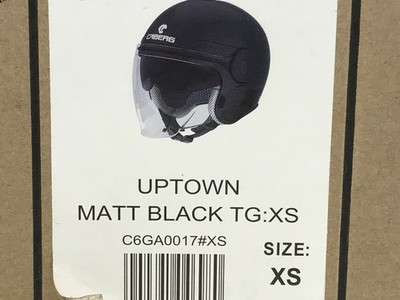 CABERG
UPTOWN
MATT BLACK TG:XS
C6GA0017#XS
SIZE:
XS